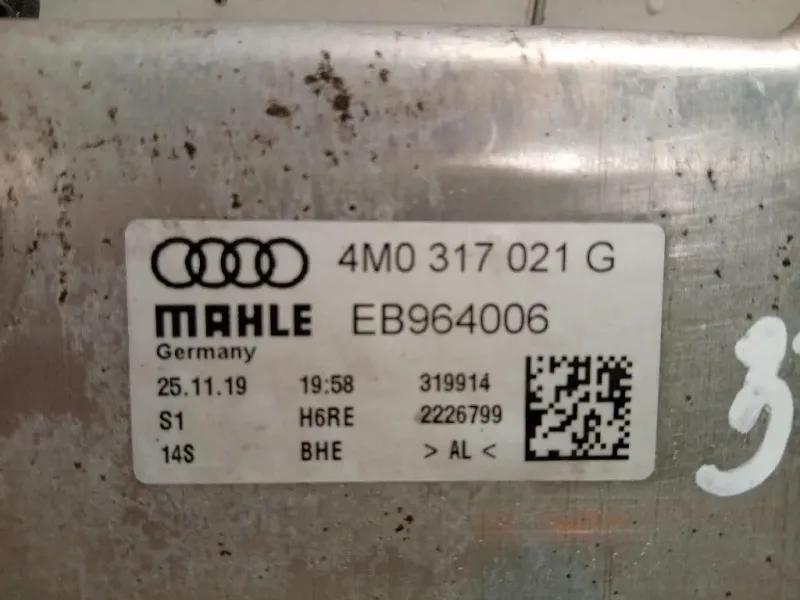 4M0 317 021 G
MAHLE EB964006
Germany
25.11.19 19:58 319914
S1 H6RE 2226799
14S BHE > AL <